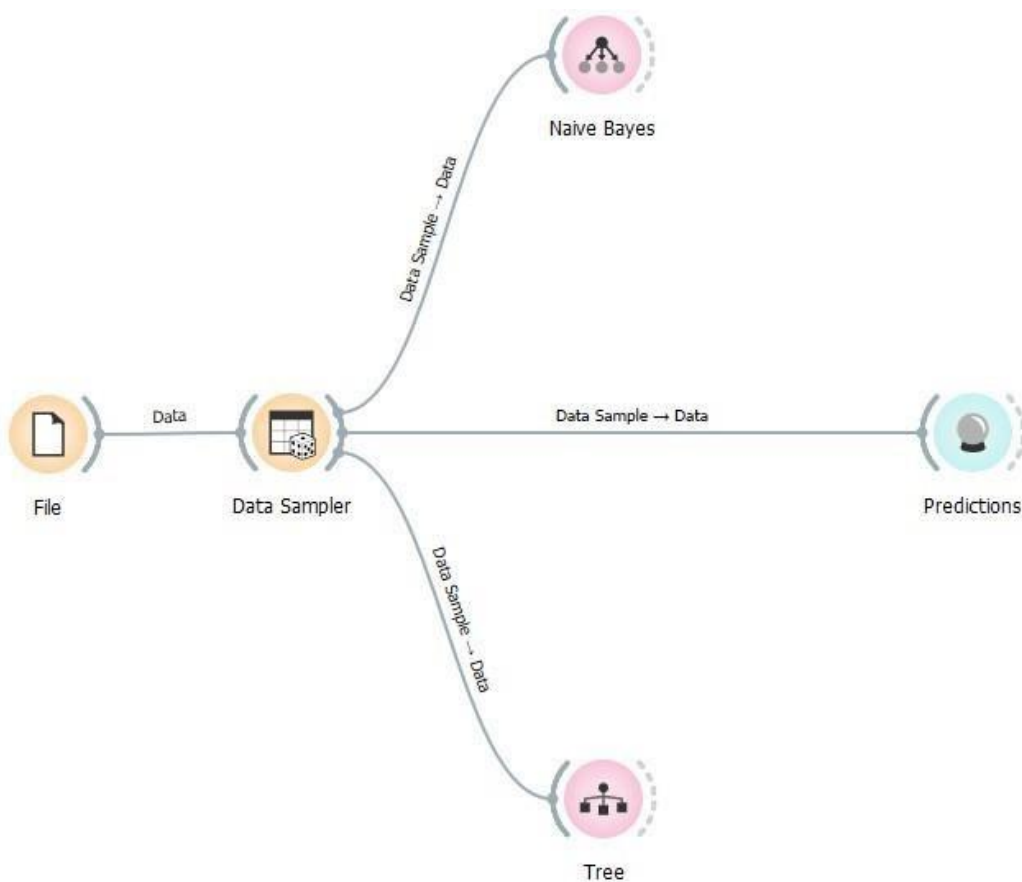 Naive Bayes
Data Sample → Data
Data
Data Sample → Data
File
Data Sampler
Predictions
Data Sample → Data
Tree